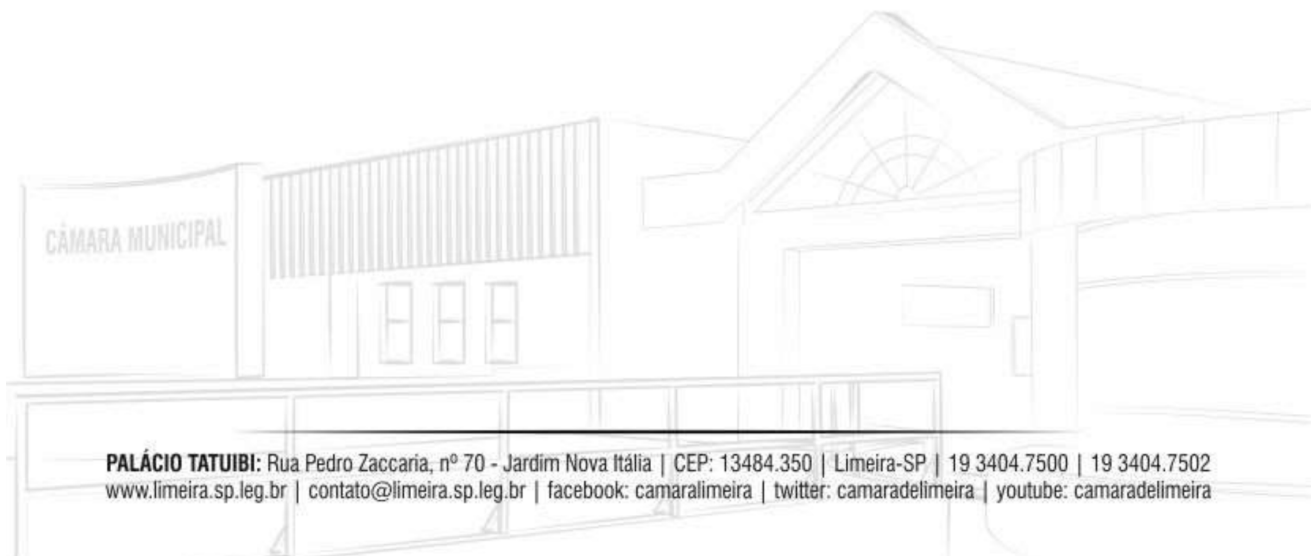 CÂMARA MUNICIPAL
PALÁCIO TATUIBI: Rua Pedro Zaccaria, nº 70 - Jardim Nova Itália | CEP: 13484.350 | Limeira-SP | 19 3404.7500 | 19 3404.7502
www.limeira.sp.leg.br | contato@limeira.sp.leg.br | facebook: camaralimeira | twitter: camaradelimeira | youtube: camaradelimeira